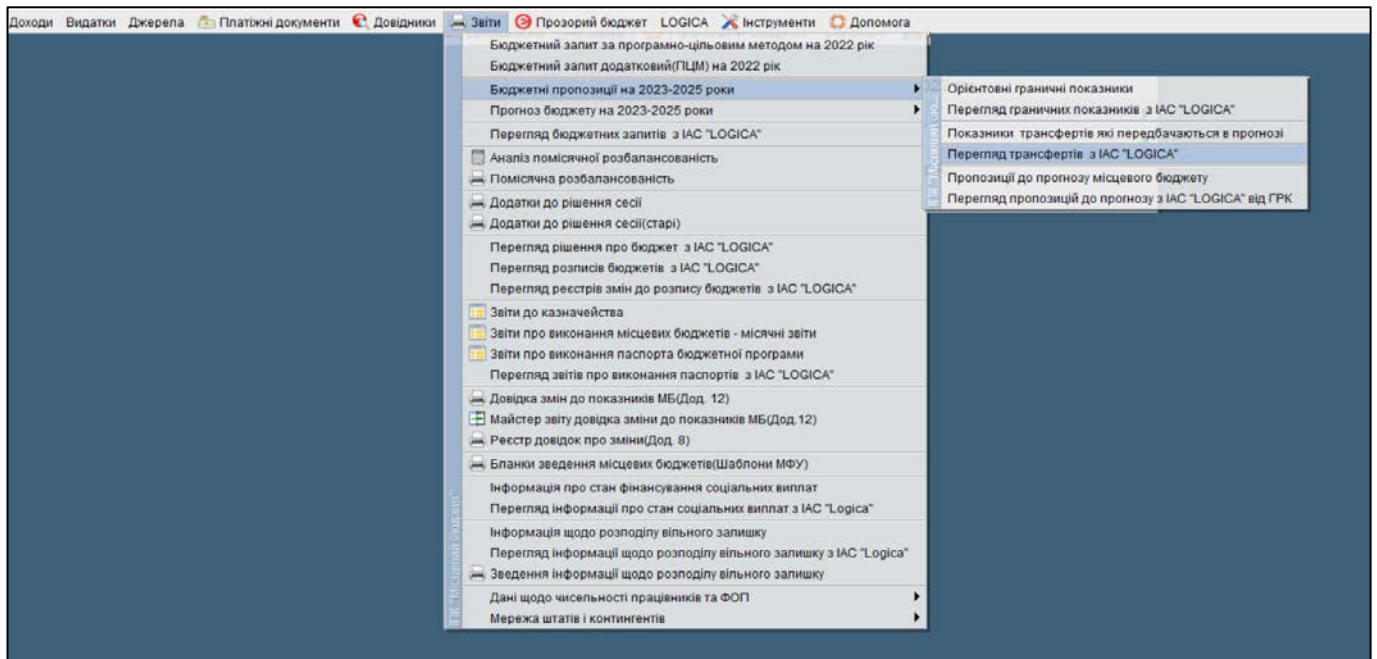 Доходи Видатки Джерела Платіжні документи Довідники Звіти Прозорий бюджет LOGICA Інструменти Допомога
Бюджетний запит за програмно-цільовим методом на 2022 рік
Бюджетний запит додатковий(ПЦМ) на 2022 рік
Бюджетні пропозиції на 2023-2025 роки
Прогноз бюджету на 2023-2025 роки
Перегляд бюджетних запитів з ІАС "LOGICA"
Аналіз помісячної розбалансованість
Помісячна розбалансованість
Додатки до рішення сесії
Додатки до рішення сесії(старі)
Перегляд рішення про бюджет з ІАС "LOGICA"
Перегляд розписів бюджетів з ІАС "LOGICA"
Перегляд реєстрів змін до розпису бюджетів з ІАС "LOGICA"
Звіти до казначейства
Звіти про виконання місцевих бюджетів - місячні звіти
Звіти про виконання паспорта бюджетної програми
Перегляд звітів про виконання паспортів з ІАС "LOGICA"
Довідка змін до показників МБ(Дод. 12)
Майстер звіту довідка зміни до показників МБ(Дод.12)
Реєстр довідок про зміни(Дод. 8)
Бланки зведення місцевих бюджетів(Шаблони МФУ)
Інформація про стан фінансування соціальних виплат
Перегляд інформації про стан соціальних виплат з ІАС "Logica"
Інформація щодо розподілу вільного залишку
Перегляд інформації щодо розподілу вільного залишку з ІАС "Logica"
Зведення інформації щодо розподілу вільного залишку
Дані щодо чисельності працівників та ФОП
Мережа штатів і контингентів
ІПК "Місцевий бюджет"
Орієнтовні граничні показники
Перегляд граничних показників з ІАС "LOGICA"
Показники трансфертів які передбачаються в прогнозі
Перегляд трансфертів з ІАС "LOGICA"
Пропозиції до прогнозу місцевого бюджету
Перегляд пропозицій до прогнозу з ІАС "LOGICA" від ГРК
ІПК "Місцевий бю...